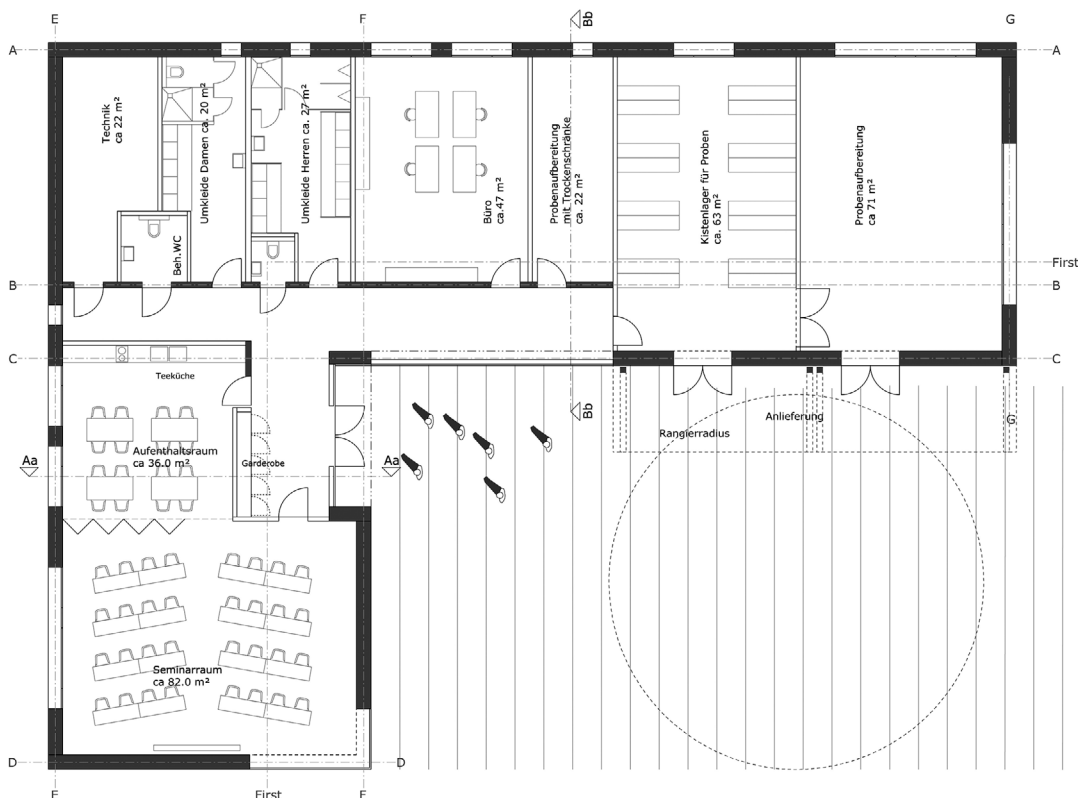 E
F
Bb
G
A
A
Technik
ca 22 m²
Umkleide Damen ca. 20 m²
Umkleide Herren ca. 27 m²
Büro
ca.47 m²
Probenaufbereitung
mit Trockenschränke
ca. 22 m²
Kistenlager für Proben
ca. 63 m²
Probenaufbereitung
ca 71 m²
Beh.WC
First
B
B
C
C
Teeküche
Bb
Anlieferung
G
Rangierradius
Aufenthaltsraum
ca 36.0 m²
Garderobe
Aa
Aa
Seminarraum
ca 82.0 m²
D
D
E
First
F